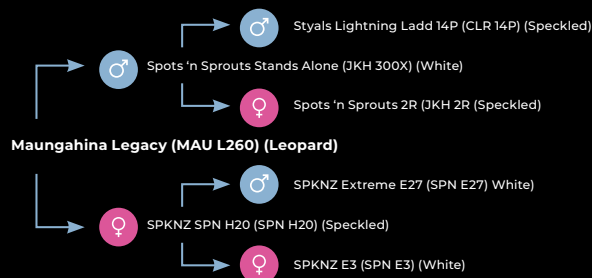 Styals Lightning Ladd 14P (CLR 14P) (Speckled)
Spots ‘n Sprouts Stands Alone (JKH 300X) (White)
Spots ‘n Sprouts 2R (JKH 2R (Speckled)
Maungahina Legacy (MAU L260) (Leopard)
SPKNZ Extreme E27 (SPN E27) White)
SPKNZ SPN H20 (SPN H20) (Speckled)
SPKNZ E3 (SPN E3) (White)